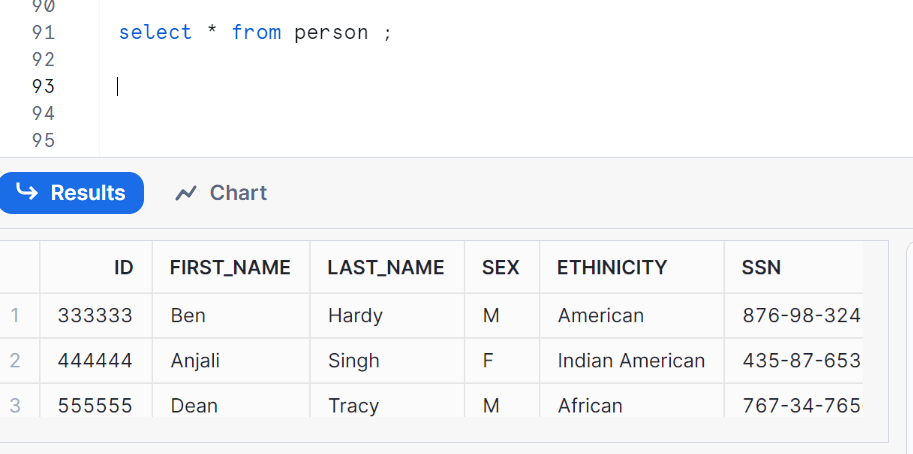 90
91 select * from person ;
92
93
94
95
Results Chart
ID FIRST_NAME LAST_NAME SEX ETHINICITY SSN
1 333333 Ben Hardy M American 876-98-324
2 444444 Anjali Singh F Indian American 435-87-653
3 555555 Dean Tracy M African 767-34-765